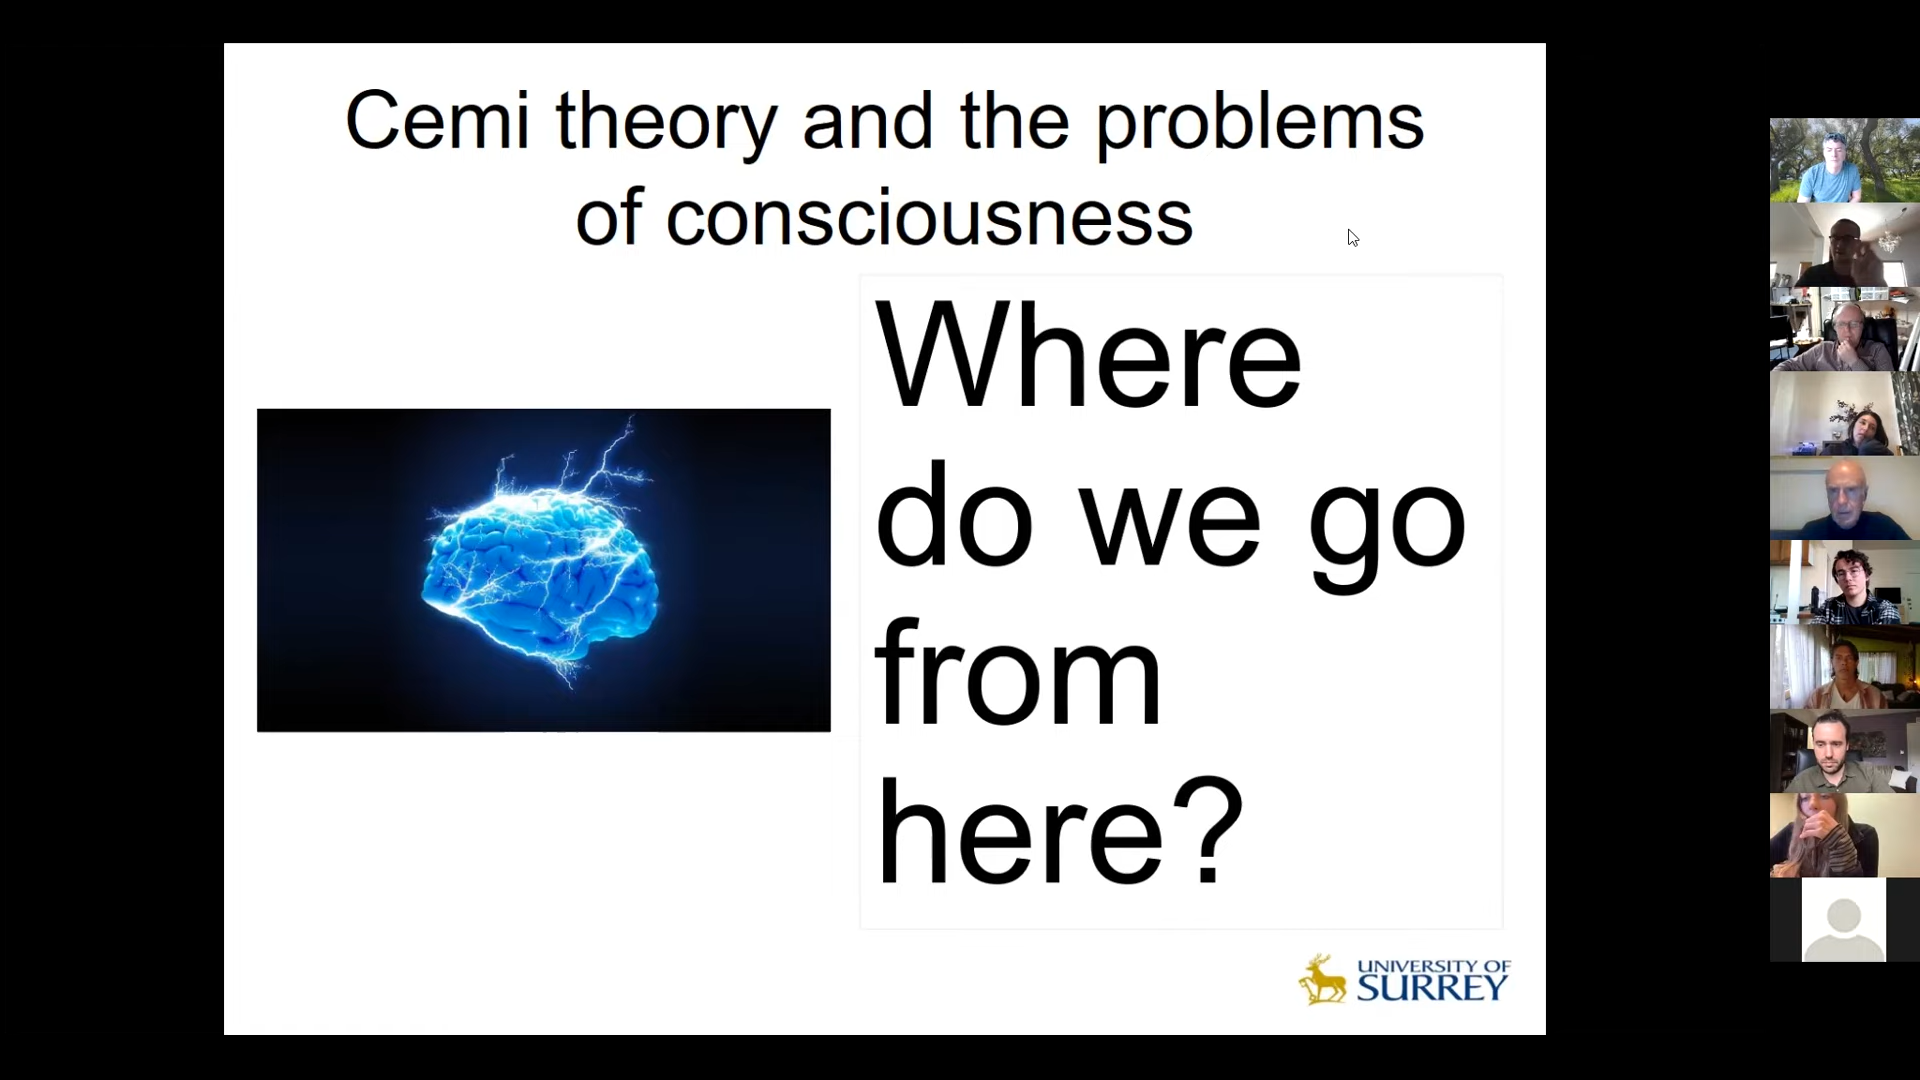 Cemi theory and the problems
of consciousness
Where
do we go
from
here?
UNIVERSITY OF
SURREY